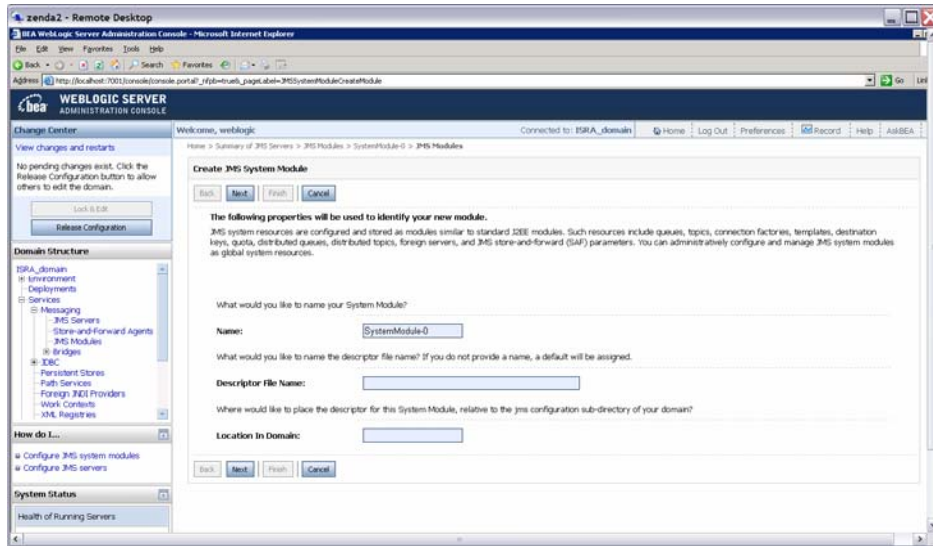 zenda2 - Remote Desktop
BEA WebLogic Server Administration Console - Microsoft Internet Explorer
File Edit View Favorites Tools Help
Back Search Favorites
Address http://localhost:7001/console/console.portal?_nfpb=true&_pageLabel=JMSSystemModuleCreateModule Go
bea WEBLOGIC SERVER
ADMINISTRATION CONSOLE
Change Center
View changes and restarts
No pending changes exist. Click the
Release Configuration button to allow
others to edit the domain.
Lock & Edit
Release Configuration
Domain Structure
ISRA_domain
Environment
Deployments
Services
Messaging
JMS Servers
Store-and-Forward Agents
JMS Modules
Bridges
JDBC
Persistent Stores
Path Services
Foreign JNDI Providers
Work Contexts
XML Registries
How do I...
Configure JMS system modules
Configure JMS servers
System Status
Health of Running Servers
Welcome, weblogic Connected to: ISRA_domain Home Log Out Preferences Record Help AskBEA
Home > Summary of JMS Servers > JMS Modules > SystemModule-0 > JMS Modules
Create JMS System Module
Back Next Finish Cancel
The following properties will be used to identify your new module.
JMS system resources are configured and stored as modules similar to standard J2EE modules. Such resources include queues, topics, connection factories, templates, destination
keys, quota, distributed queues, distributed topics, foreign servers, and JMS store-and-forward (SAF) parameters. You can administratively configure and manage JMS system modules
as global system resources.
What would you like to name your System Module?
Name: SystemModule-0
What would you like to name the descriptor file name? If you do not provide a name, a default will be assigned.
Descriptor File Name:
Where would like to place the descriptor for this System Module, relative to the jms configuration sub-directory of your domain?
Location In Domain:
Back Next Finish Cancel